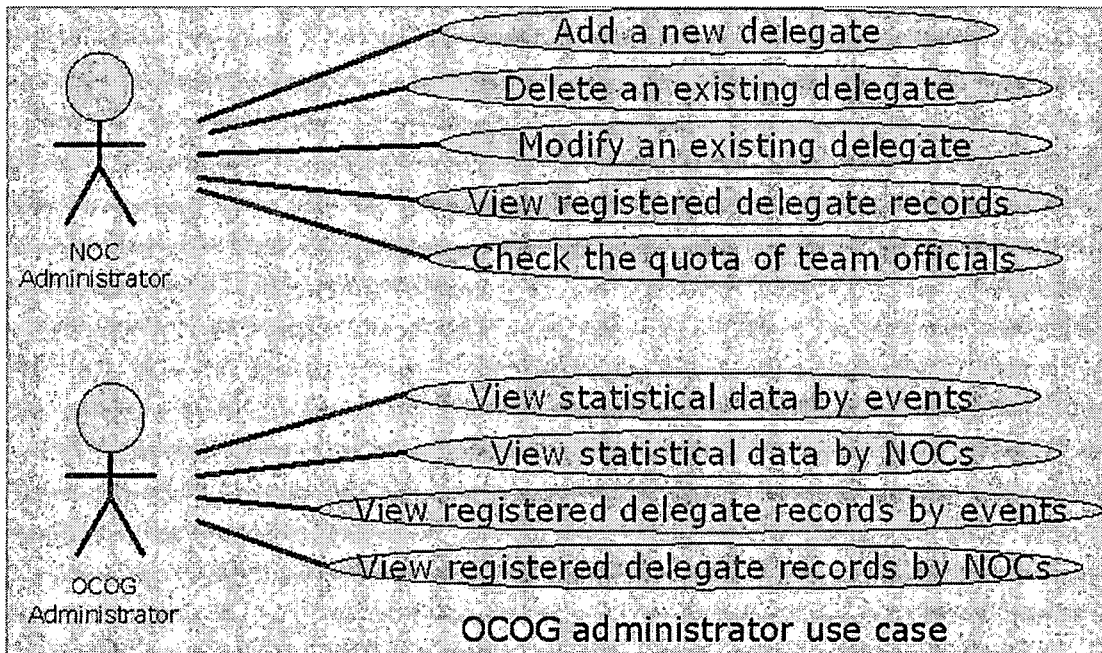 Add a new delegate
Delete an existing delegate
Modify an existing delegate
View registered delegate records
Check the quota of team officials
NOC
Administrator
View statistical data by events
View statistical data by NOCs
View registered delegate records by events
View registered delegate records by NOCs
OCOG
Administrator
OCOG administrator use case